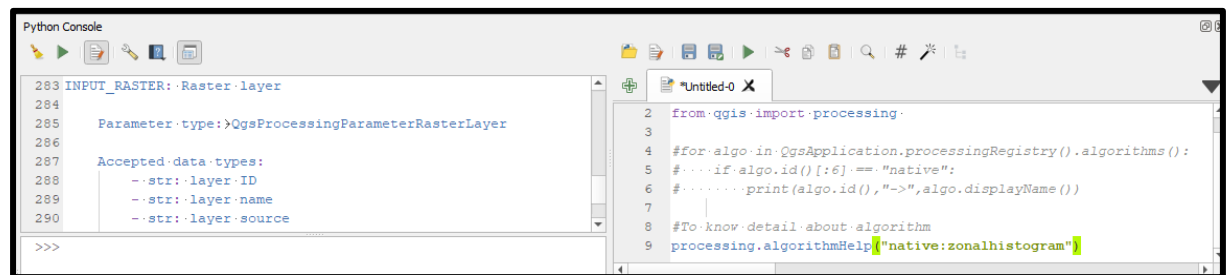 Python Console
283 INPUT_RASTER: Raster layer
284
285 Parameter type: QgsProcessingParameterRasterLayer
286
287 Accepted data types:
288 - str: layer ID
289 - str: layer name
290 - str: layer source
>>>
*Untitled-0 X
2 from qgis import processing
3
4 #for algo in QgsApplication.processingRegistry().algorithms():
5 # if algo.id()[:6] == "native":
6 # print(algo.id(),"->",algo.displayName())
7
8 #To know detail about algorithm
9 processing.algorithmHelp("native:zonalhistogram")